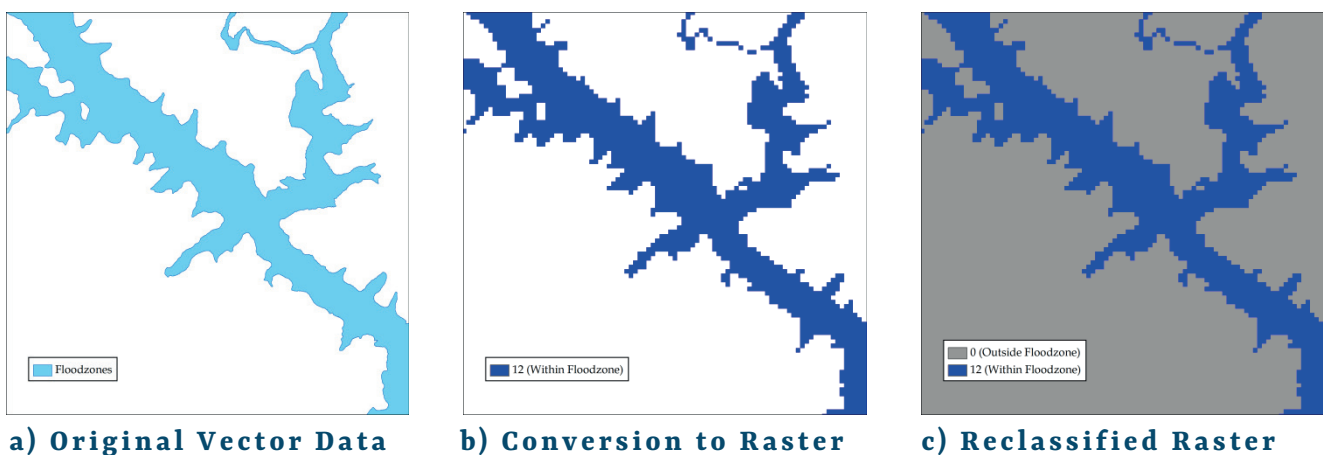 Floodzones
12 (Within Floodzone)
0 (Outside Floodzone)
12 (Within Floodzone)
a) Original Vector Data
b) Conversion to Raster
c) Reclassified Raster